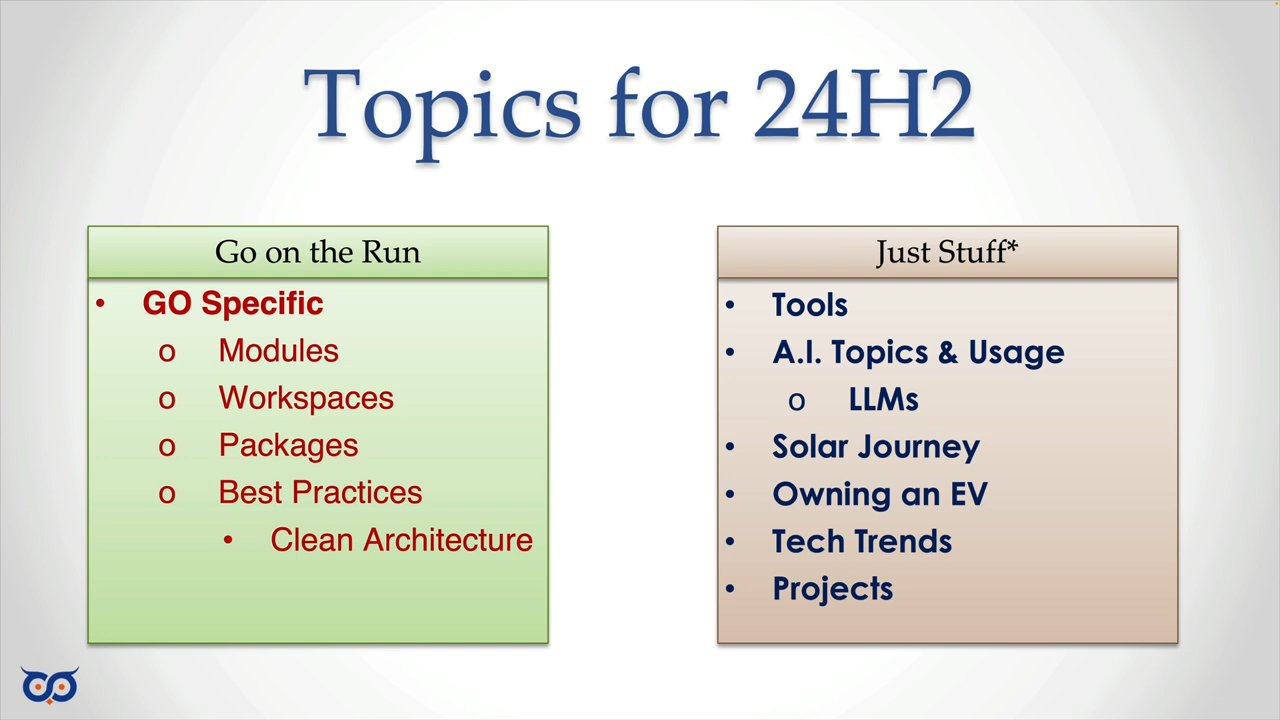 Topics for 24H2
Go on the Run
• GO Specific
o Modules
o Workspaces
o Packages
o Best Practices
• Clean Architecture
Just Stuff*
• Tools
• A.I. Topics & Usage
o LLMs
• Solar Journey
• Owning an EV
• Tech Trends
• Projects